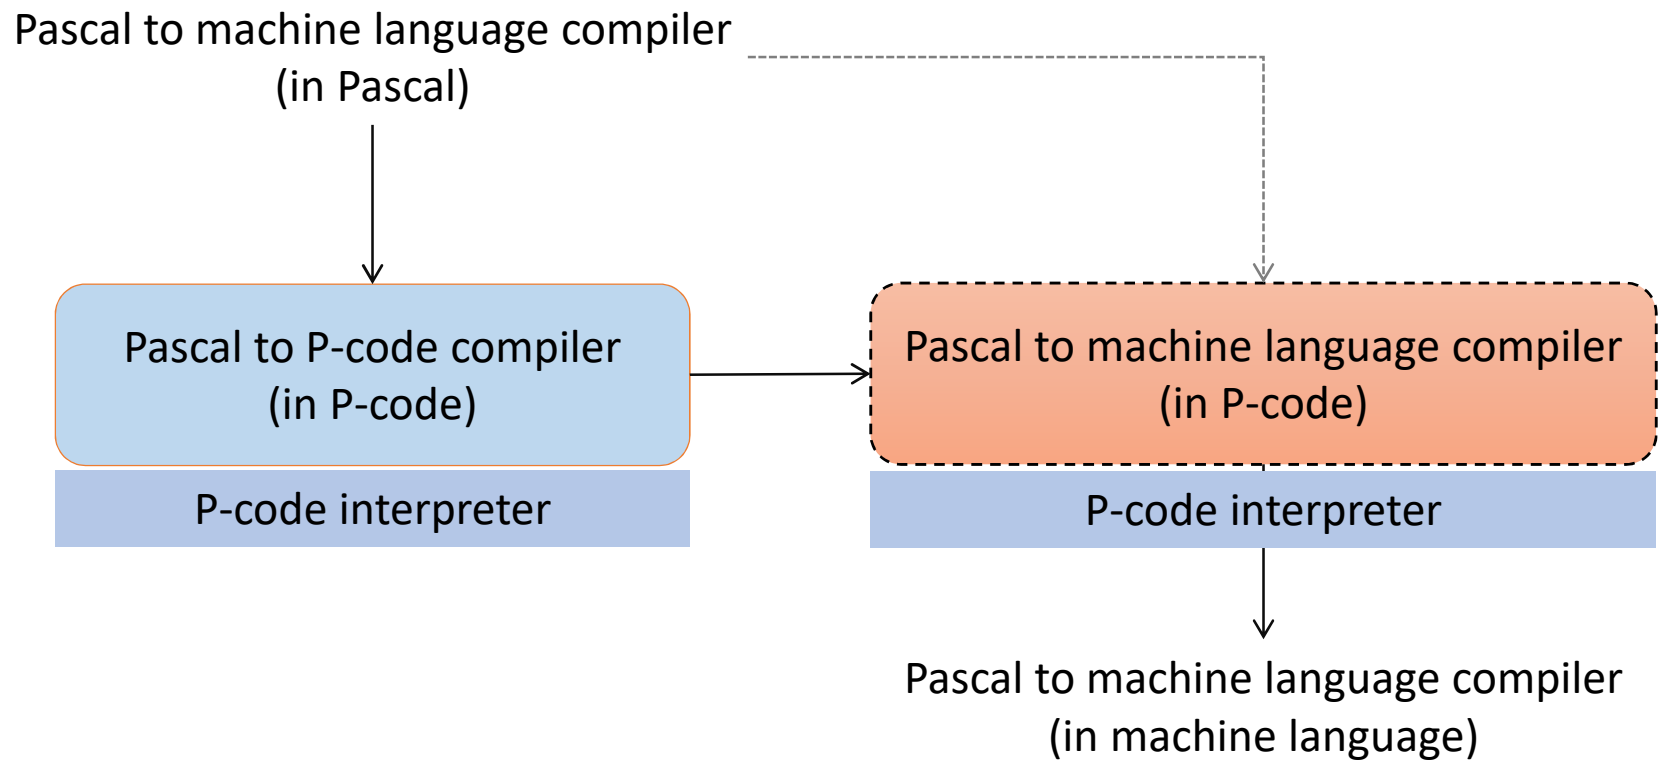 Pascal to machine language compiler
(in Pascal)
Pascal to P-code compiler
(in P-code)
P-code interpreter
Pascal to machine language compiler
(in P-code)
P-code interpreter
Pascal to machine language compiler
(in machine language)